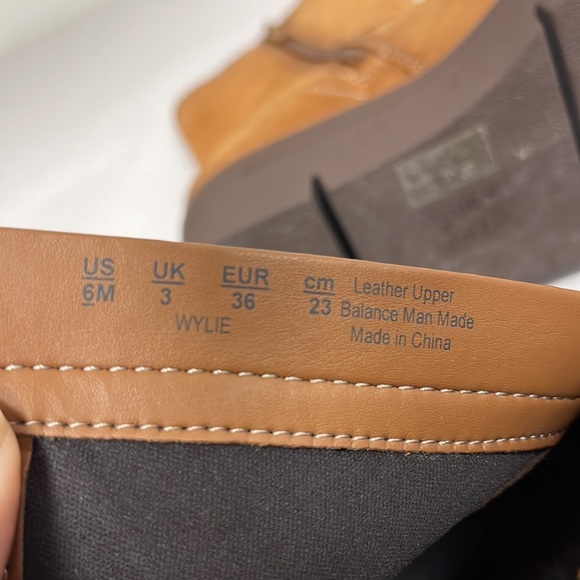 US UK EUR cm Leather Upper
6M 3 36 23 Balance Man Made
WYLIE Made in China